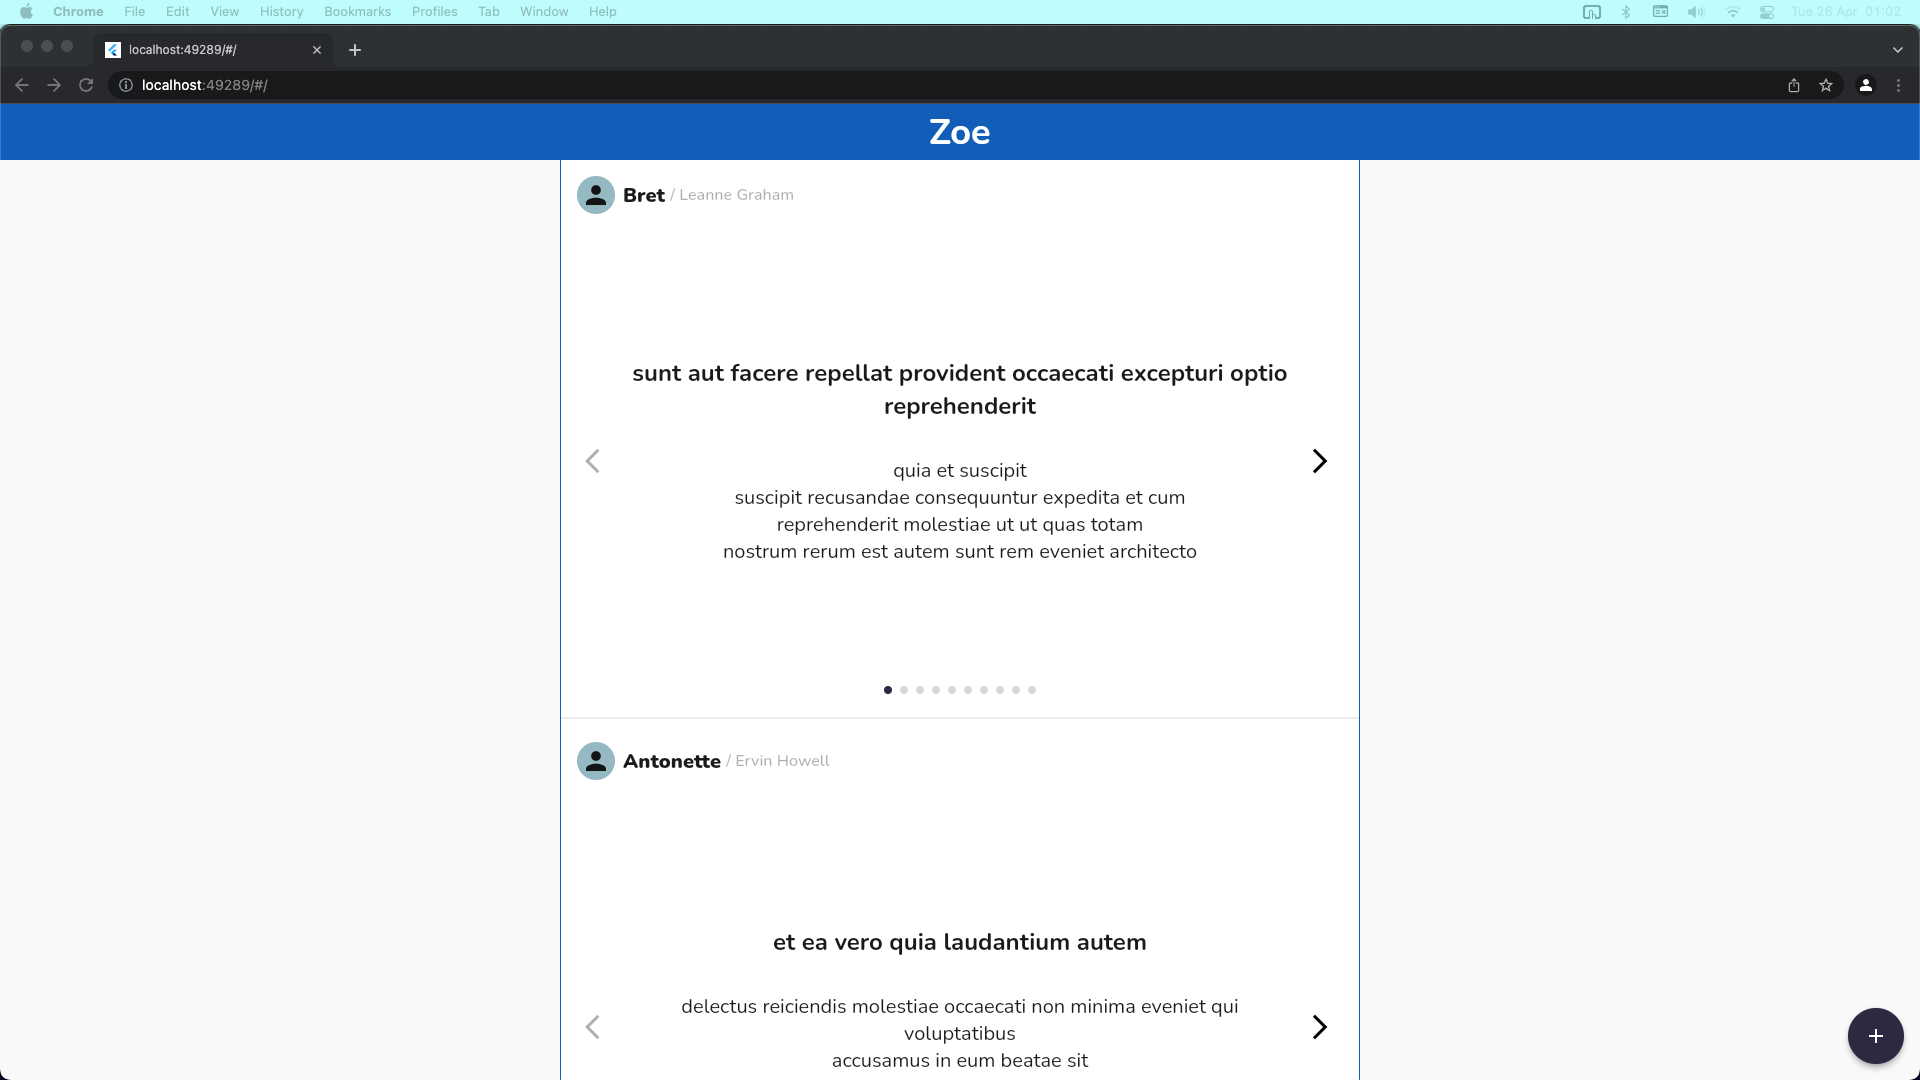 Chrome File Edit View History Bookmarks Profiles Tab Window Help Tue 26 Apr 01:02
localhost:49289/#/
localhost:49289/#/
Zoe
Bret / Leanne Graham
sunt aut facere repellat provident occaecati excepturi optio
reprehenderit
quia et suscipit
suscipit recusandae consequuntur expedita et cum
reprehenderit molestiae ut ut quas totam
nostrum rerum est autem sunt rem eveniet architecto
Antonette / Ervin Howell
et ea vero quia laudantium autem
delectus reiciendis molestiae occaecati non minima eveniet qui
voluptatibus
accusamus in eum beatae sit